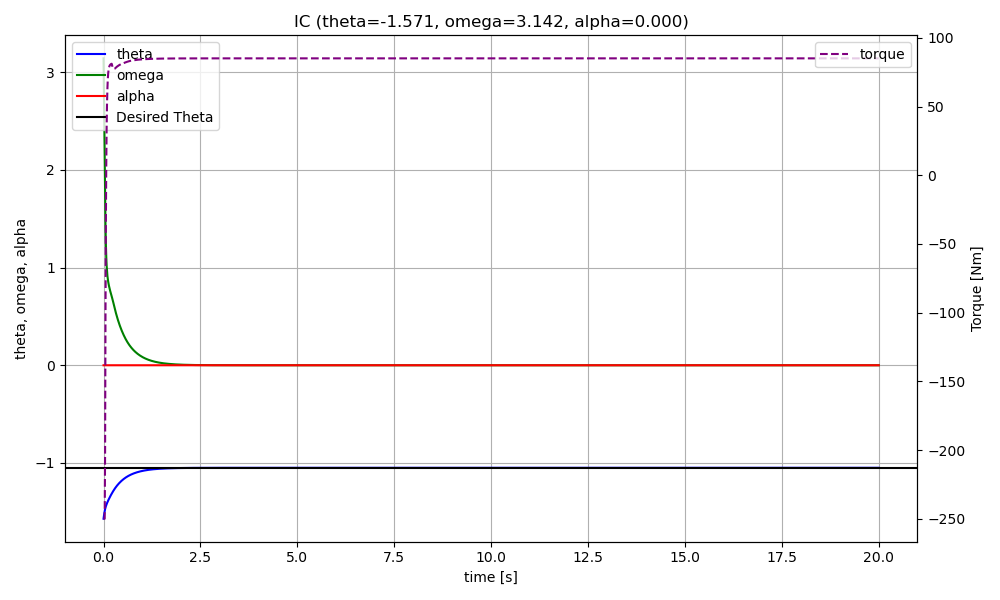 IC (theta=-1.571, omega=3.142, alpha=0.000)
theta
omega
alpha
Desired Theta
torque
3
2
1
0
−1
theta, omega, alpha
100
50
0
−50
−100
−150
−200
−250
Torque [Nm]
0.0 2.5 5.0 7.5 10.0 12.5 15.0 17.5 20.0
time [s]